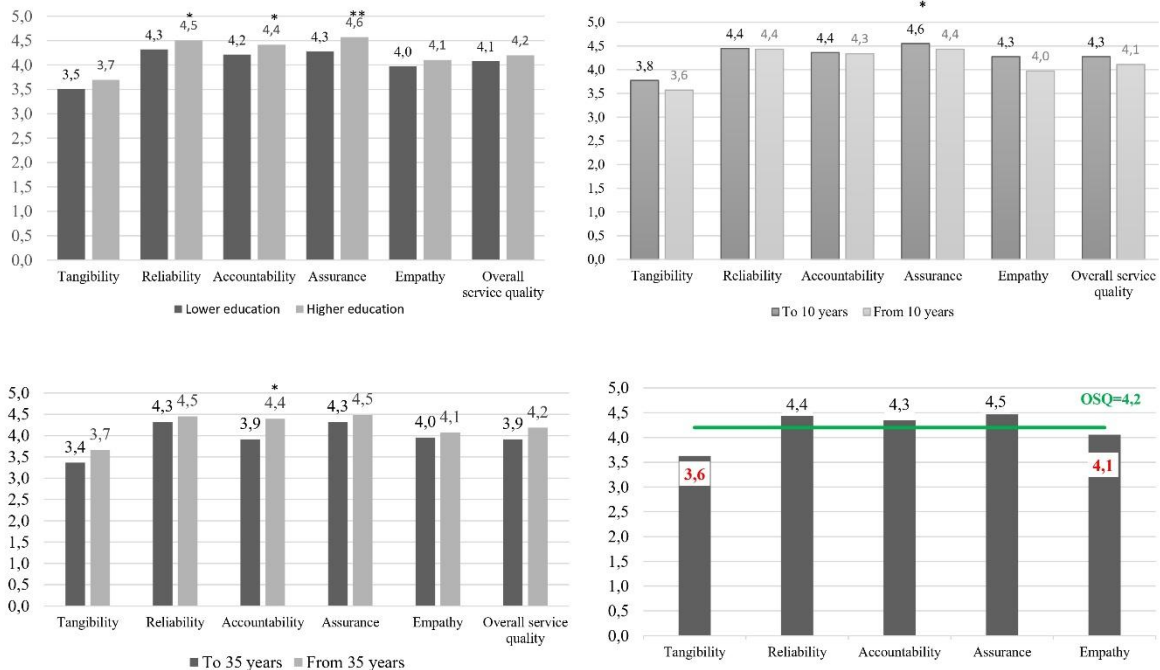 * * **
5,0
4,5
4,0
3,5
3,0
2,5
2,0
1,5
1,0
0,5
0,0
3,5 3,7 4,3 4,5 4,2 4,4 4,3 4,6 4,0 4,1 4,1 4,2
Tangibility Reliability Accountability Assurance Empathy Overall
service quality
Lower education Higher education
*
5,0
4,5
4,0
3,5
3,0
2,5
2,0
1,5
1,0
0,5
0,0
3,8 3,6 4,4 4,4 4,4 4,3 4,6 4,4 4,3 4,0 4,3 4,1
Tangibility Reliability Accountability Assurance Empathy Overall service
quality
To 10 years From 10 years
*
5,0
4,5
4,0
3,5
3,0
2,5
2,0
1,5
1,0
0,5
0,0
3,4 3,7 4,3 4,5 3,9 4,4 4,3 4,5 4,0 4,1 3,9 4,2
Tangibility Reliability Accountability Assurance Empathy Overall service
quality
To 35 years From 35 years
5,0
4,5
4,0
3,5
3,0
2,5
2,0
1,5
1,0
0,5
0,0
OSQ=4,2
3,6 4,4 4,3 4,5 4,1
Tangibility Reliability Accountability Assurance Empathy